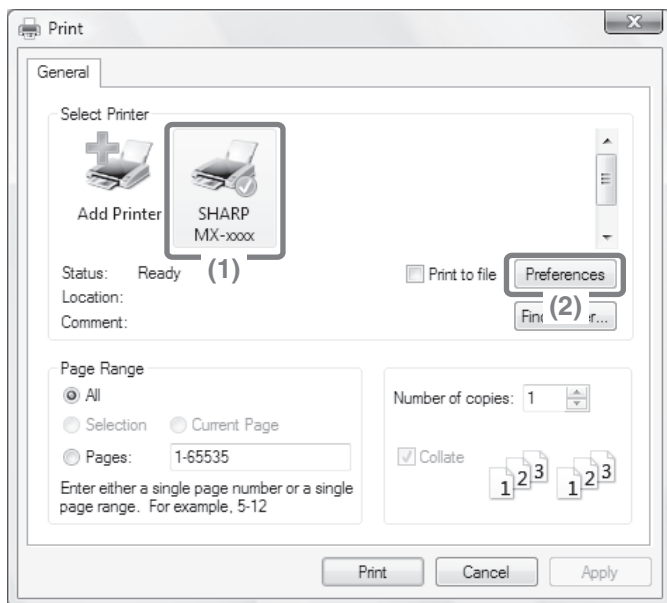 Print
General
Select Printer
Add Printer
SHARP
MX-xxxx
(1)
Status: Ready
Print to file
Preferences
Location:
(2)
Comment:
Page Range
All
Selection
Current Page
Pages: 1-65535
Enter either a single page number or a single
page range. For example, 5-12
Number of copies: 1
Collate
1 2 3 1 2 3
Print
Cancel
Apply